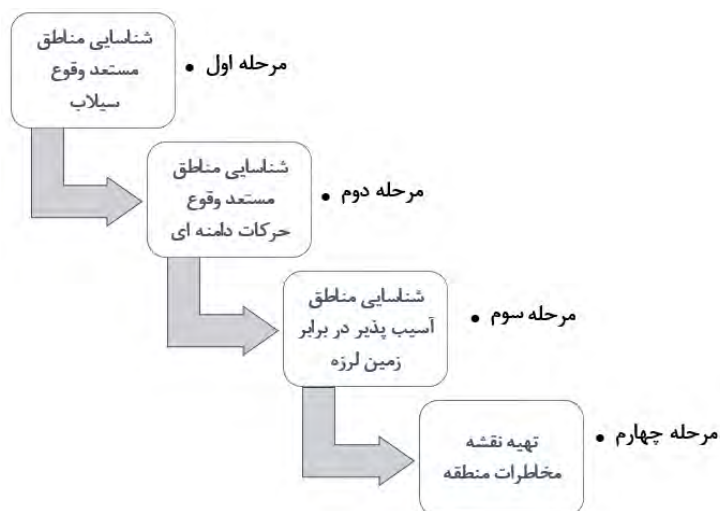 شناسایی مناطق
مستعد وقوع
سیلاب
• مرحله اول
شناسایی مناطق
مستعد وقوع
حرکات دامنه ای
• مرحله دوم
شناسایی مناطق
آسیب پذیر در برابر
زمین لرزه
• مرحله سوم
تهیه نقشه
مخاطرات منطقه
• مرحله چهارم